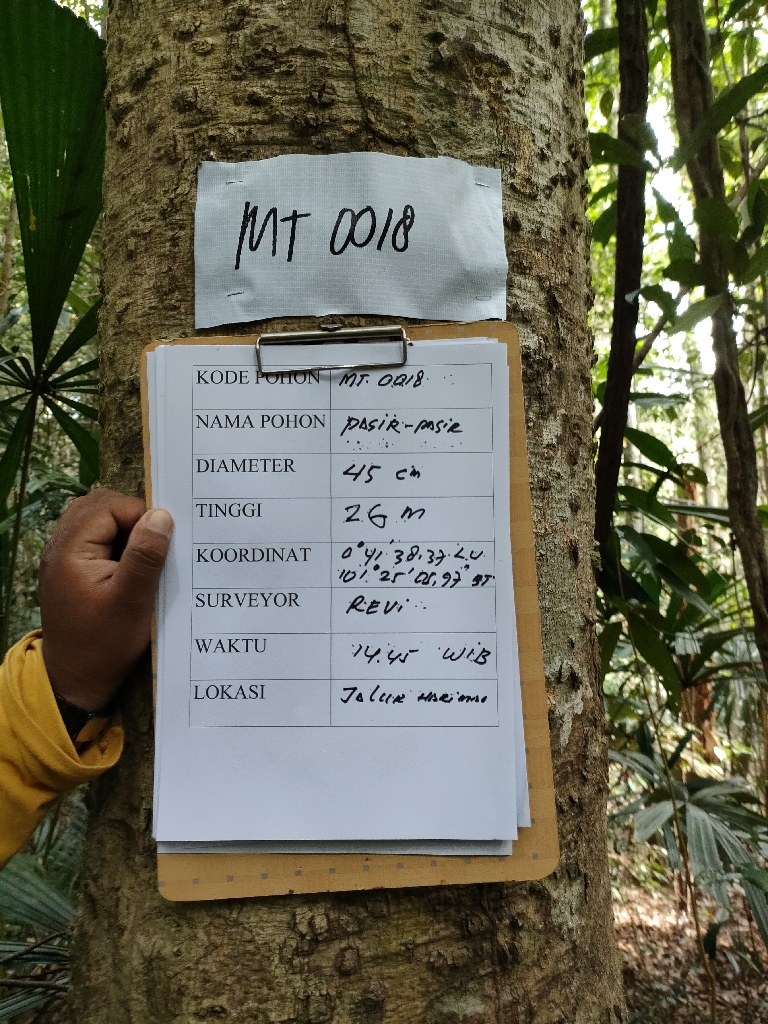 MT 0018
KODE POHON MT. 0018
NAMA POHON PASIR-PASIR
DIAMETER 45 cm
TINGGI 26 m
KOORDINAT 0°41'38,37 LU
101°25'05,97" BT
SURVEYOR REVI
WAKTU 14.45 WIB
LOKASI JALUR HARIMAU